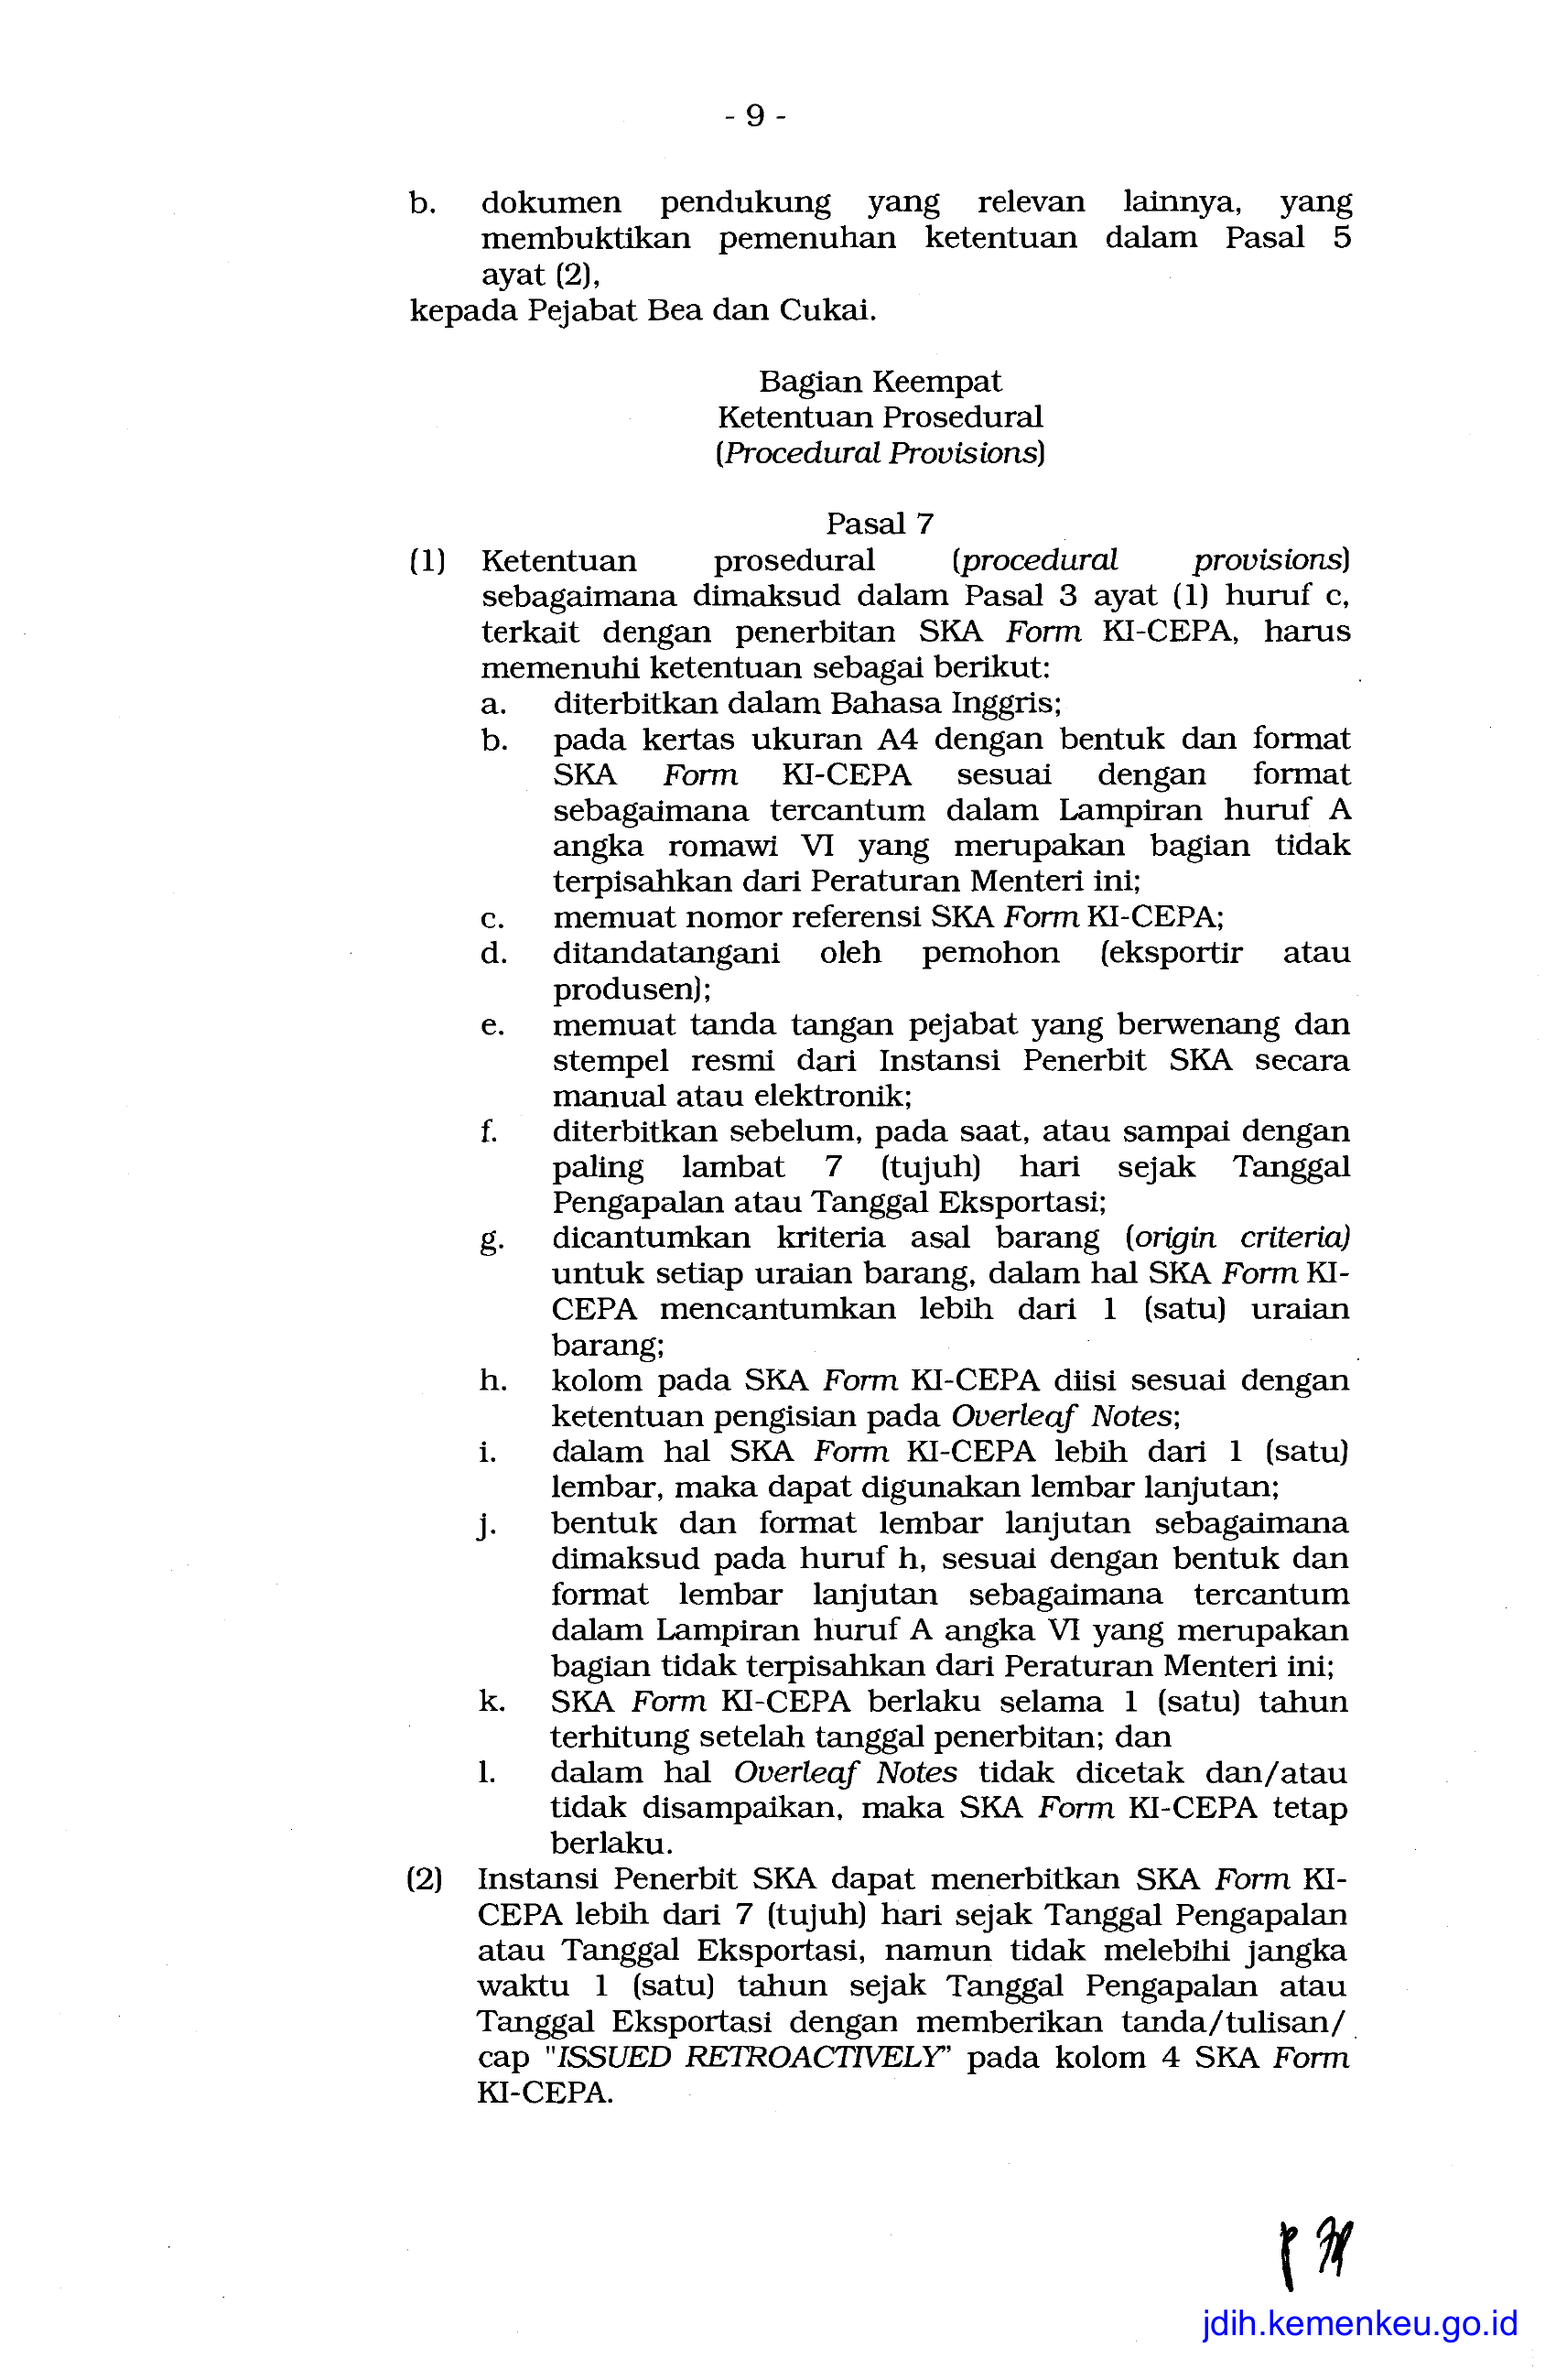 - 9 -
b. dokumen pendukung yang relevan lainnya, yang
membuktikan pemenuhan ketentuan dalam Pasal 5
ayat (2),
kepada Pejabat Bea dan Cukai.
Bagian Keempat
Ketentuan Prosedural
(Procedural Provisions)
Pasal 7
(1) Ketentuan prosedural (procedural provisions)
sebagaimana dimaksud dalam Pasal 3 ayat (1) huruf c,
terkait dengan penerbitan SKA Form KI-CEPA, harus
memenuhi ketentuan sebagai berikut:
a. diterbitkan dalam Bahasa Inggris;
b. pada kertas ukuran A4 dengan bentuk dan format
SKA Form KI-CEPA sesuai dengan format
sebagaimana tercantum dalam Lampiran huruf A
angka romawi VI yang merupakan bagian tidak
terpisahkan dari Peraturan Menteri ini;
c. memuat nomor referensi SKA Form KI-CEPA;
d. ditandatangani oleh pemohon (eksportir atau
produsen);
e. memuat tanda tangan pejabat yang berwenang dan
stempel resmi dari Instansi Penerbit SKA secara
manual atau elektronik;
f. diterbitkan sebelum, pada saat, atau sampai dengan
paling lambat 7 (tujuh) hari sejak Tanggal
Pengapalan atau Tanggal Eksportasi;
g. dicantumkan kriteria asal barang (origin criteria)
untuk setiap uraian barang, dalam hal SKA Form KI-
CEPA mencantumkan lebih dari 1 (satu) uraian
barang;
h. kolom pada SKA Form KI-CEPA diisi sesuai dengan
ketentuan pengisian pada Overleaf Notes;
i. dalam hal SKA Form KI-CEPA lebih dari 1 (satu)
lembar, maka dapat digunakan lembar lanjutan;
j. bentuk dan format lembar lanjutan sebagaimana
dimaksud pada huruf h, sesuai dengan bentuk dan
format lembar lanjutan sebagaimana tercantum
dalam Lampiran huruf A angka VI yang merupakan
bagian tidak terpisahkan dari Peraturan Menteri ini;
k. SKA Form KI-CEPA berlaku selama 1 (satu) tahun
terhitung setelah tanggal penerbitan; dan
l. dalam hal Overleaf Notes tidak dicetak dan/atau
tidak disampaikan, maka SKA Form KI-CEPA tetap
berlaku.
(2) Instansi Penerbit SKA dapat menerbitkan SKA Form KI-
CEPA lebih dari 7 (tujuh) hari sejak Tanggal Pengapalan
atau Tanggal Eksportasi, namun tidak melebihi jangka
waktu 1 (satu) tahun sejak Tanggal Pengapalan atau
Tanggal Eksportasi dengan memberikan tanda/tulisan/
cap "ISSUED RETROACTIVELY" pada kolom 4 SKA Form
KI-CEPA.
jdih.kemenkeu.go.id